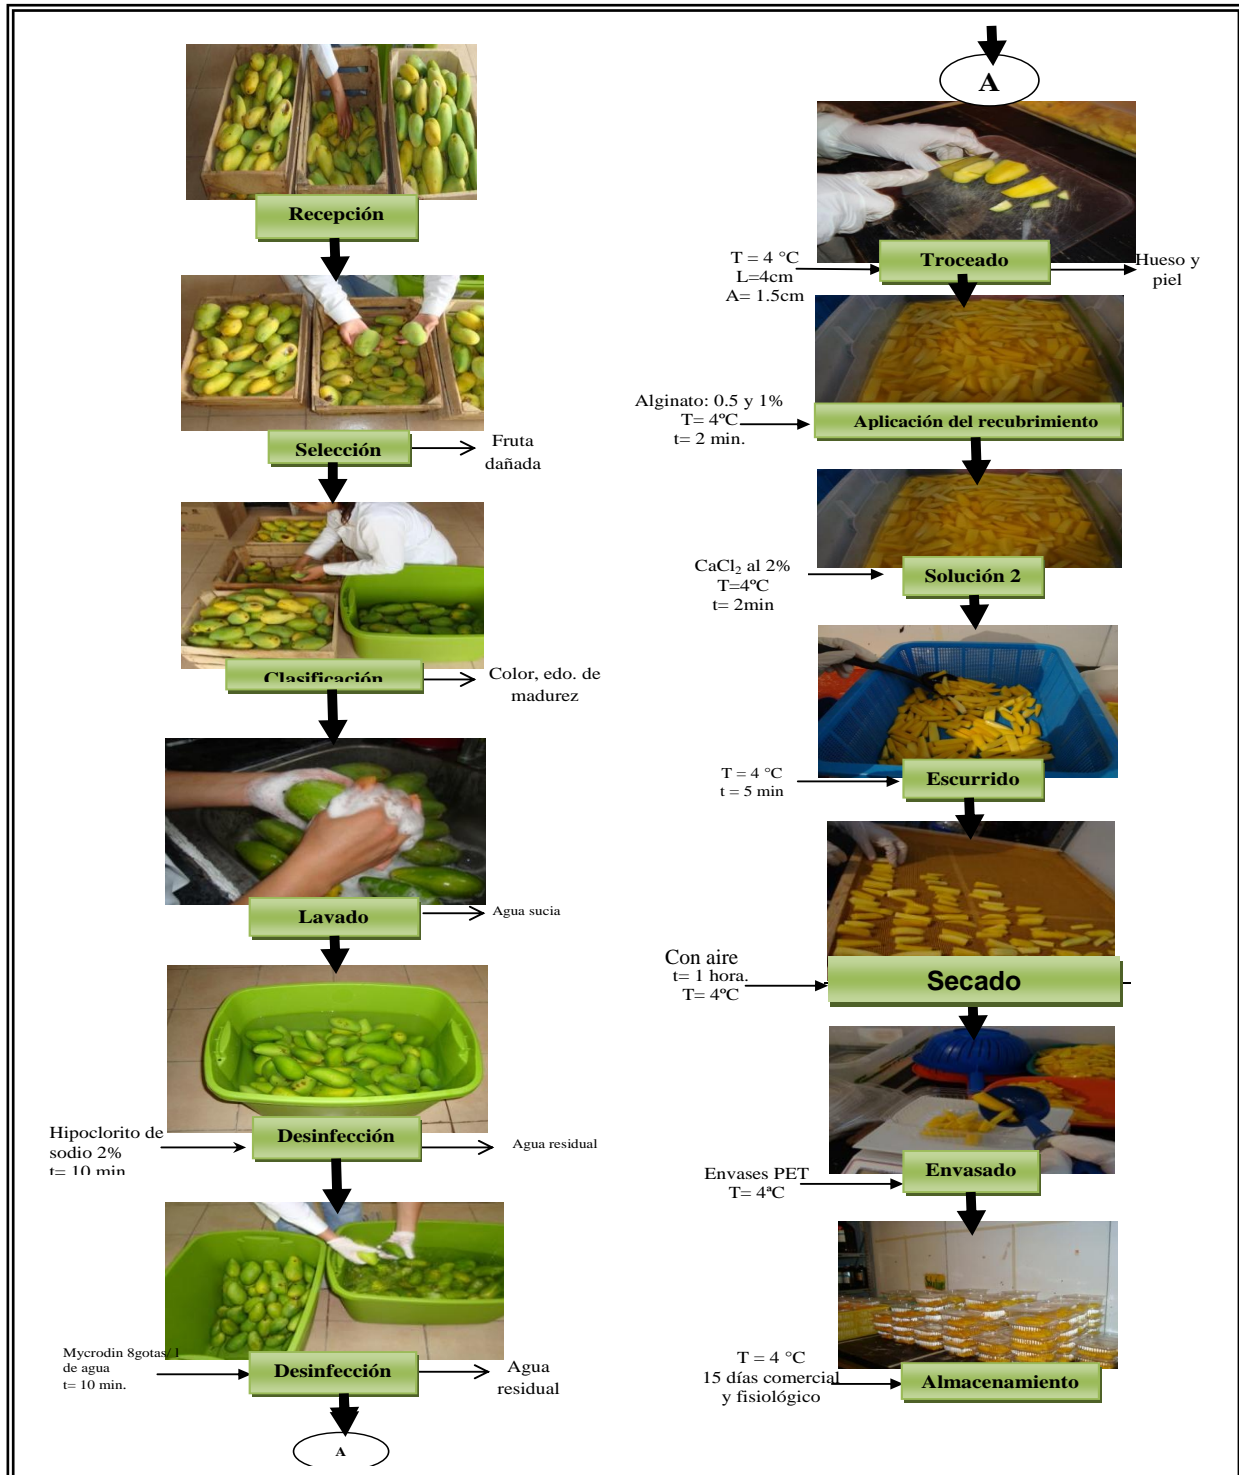 Recepción
Selección
Fruta
dañada
Clasificación
Color, edo. de
madurez
Lavado
Agua sucia
Hipoclorito de
sodio 2%
t= 10 min
Desinfección
Agua residual
Mycrodin 8gotas/ l
de agua
t= 10 min.
Desinfección
Agua
residual
A
A
T = 4 °C
L=4cm
A= 1.5cm
Troceado
Hueso y
piel
Alginato: 0.5 y 1%
T= 4ºC
t= 2 min.
Aplicación del recubrimiento
CaCl₂ al 2%
T=4ºC
t= 2min
Solución 2
T = 4 °C
t = 5 min
Escurrido
Con aire
t= 1 hora.
T= 4ºC
Secado
Envases PET
T= 4ªC
Envasado
T = 4 °C
15 días comercial
y fisiológico
Almacenamiento